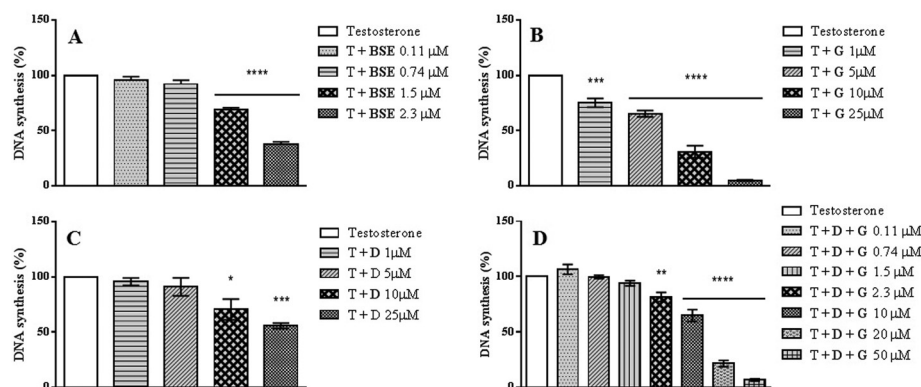 150
100
50
0
DNA synthesis (%)
A
****
Testosterone
T + BSE 0.11 μM
T + BSE 0.74 μM
T + BSE 1.5 μM
T + BSE 2.3 μM
150
100
50
0
DNA synthesis (%)
B
***
****
Testosterone
T + G 1μM
T + G 5μM
T + G 10μM
T + G 25μM
150
100
50
0
DNA synthesis (%)
C
*
***
Testosterone
T + D 1μM
T + D 5μM
T + D 10μM
T + D 25μM
150
100
50
0
DNA synthesis (%)
D
**
****
Testosterone
T + D + G 0.11 μM
T + D + G 0.74 μM
T + D + G 1.5 μM
T + D + G 2.3 μM
T + D + G 10 μM
T + D + G 20 μM
T + D + G 50 μM